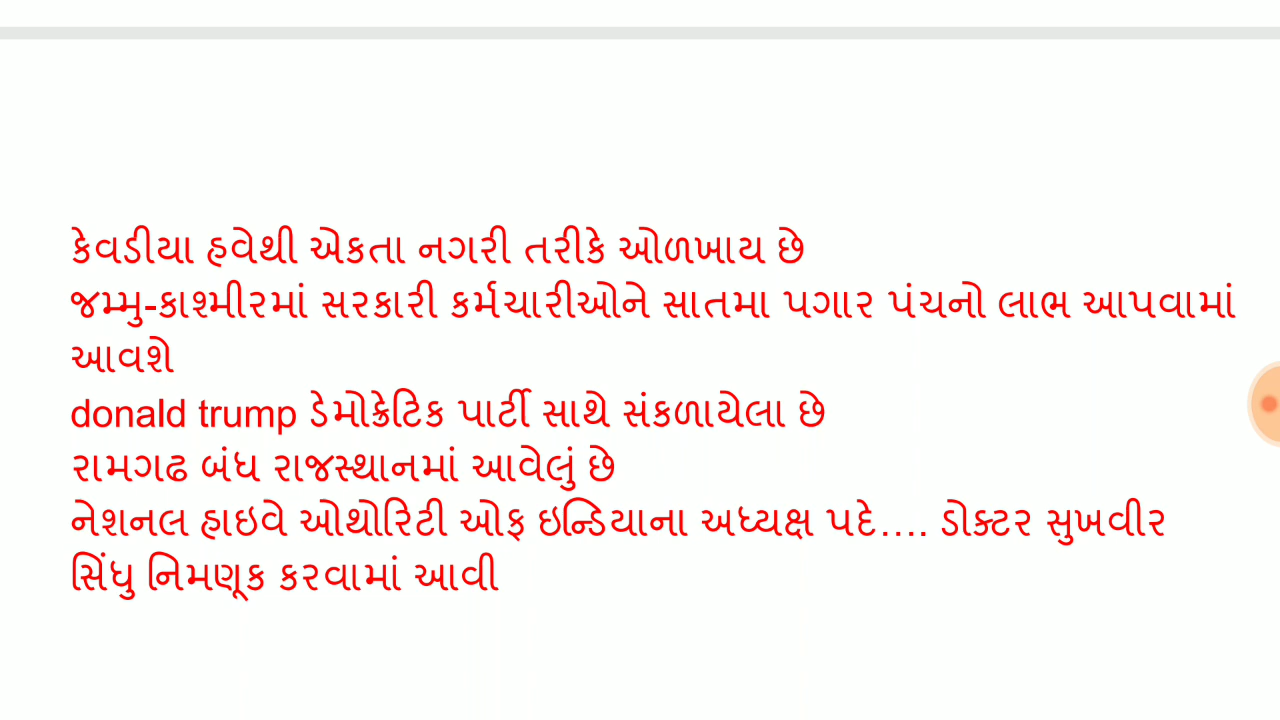 કેવડીયા હવેથી એકતા નગરી તરીકે ઓળખાય છે
જમ્મુ-કાશ્મીરમાં સરકારી કર્મચારીઓને સાતમા પગાર પંચનો લાભ આપવામાં
આવશે
donald trump ડેમોક્રેટિક પાર્ટી સાથે સંકળાયેલા છે
રામગઢ બંધ રાજસ્થાનમાં આવેલું છે
નેશનલ હાઇવે ઓથોરિટી ઓફ ઇન્ડિયાના અધ્યક્ષ પદે.... ડોક્ટર સુખવીર
સિંધુ નિમણૂક કરવામાં આવી